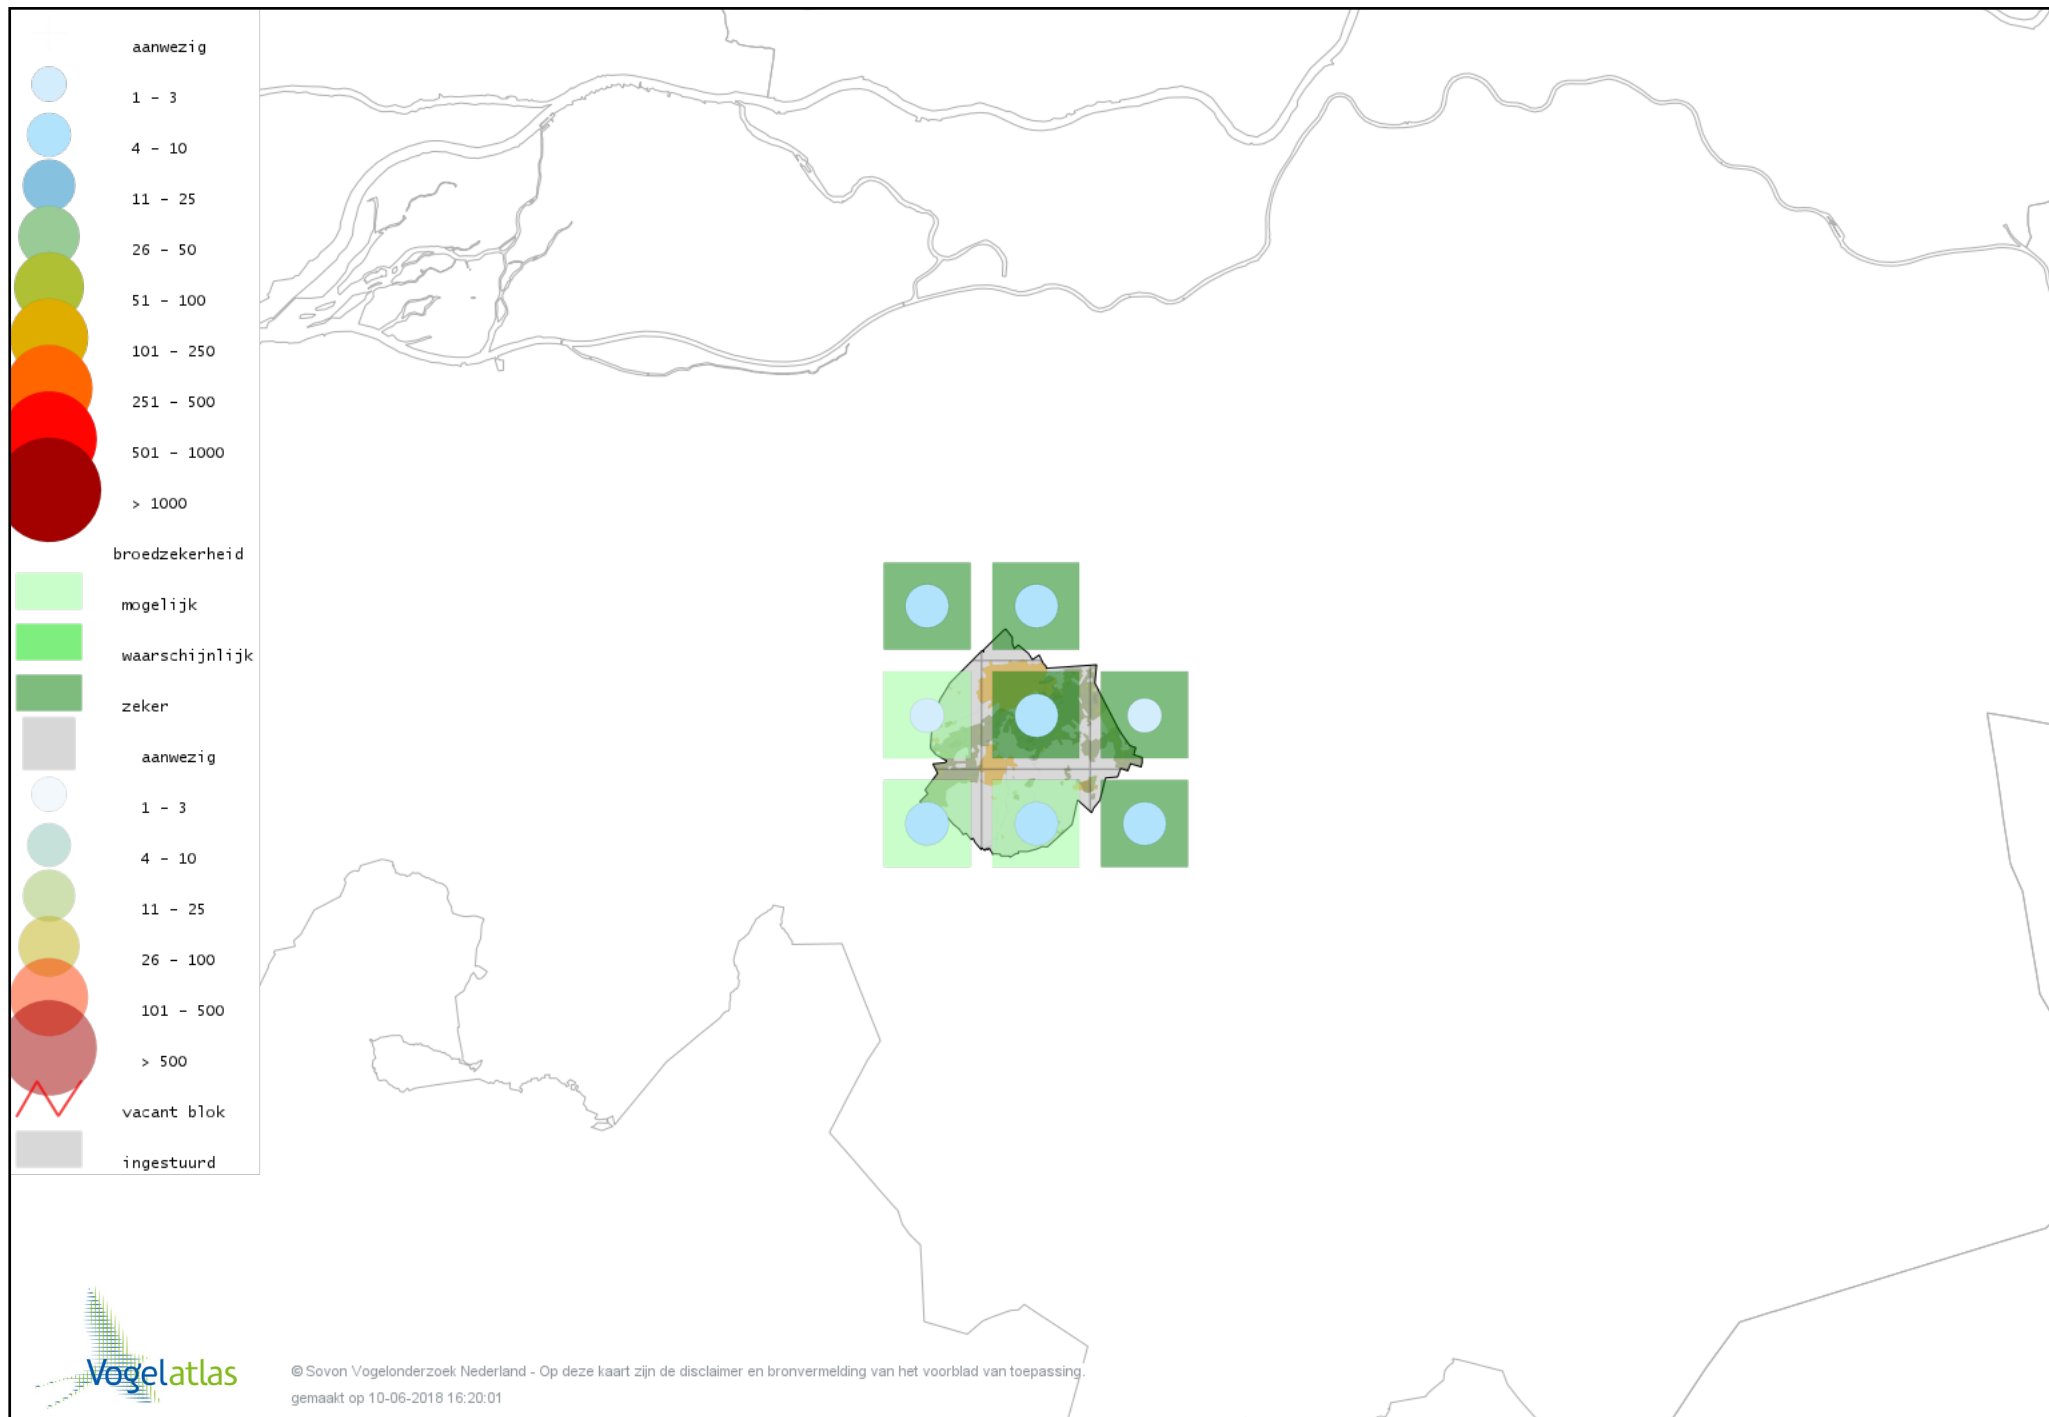 aanwezig
1 - 3
4 - 10
11 - 25
26 - 50
51 - 100
101 - 250
251 - 500
501 - 1000
> 1000
broedzekerheid
mogelijk
waarschijnlijk
zeker
aanwezig
1 - 3
4 - 10
11 - 25
26 - 100
101 - 500
> 500
vacant blok
ingestuurd
Vogelatlas
© Sovon Vogelonderzoek Nederland - Op deze kaart zijn de disclaimer en bronvermelding van het voorblad van toepassing.
gemaakt op 10-06-2018 16:20:01